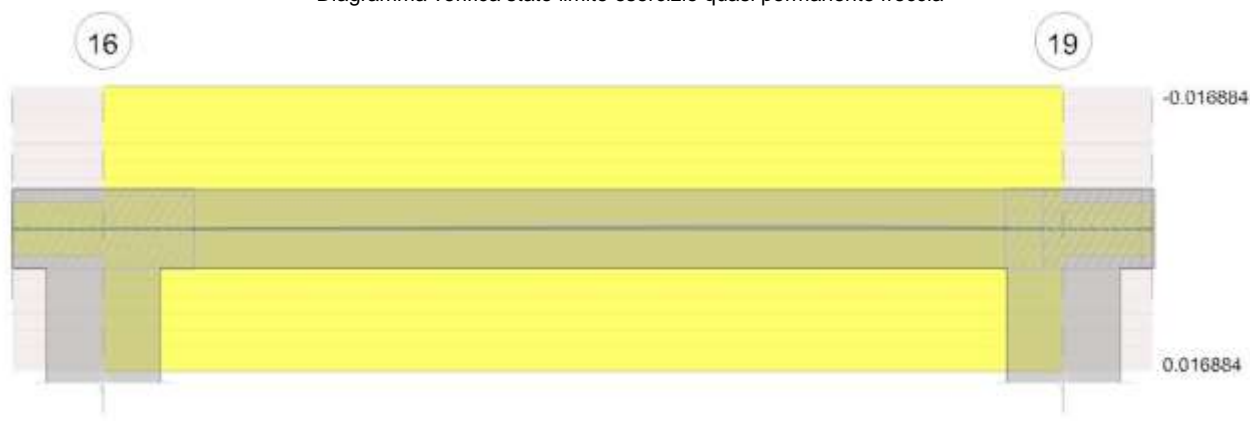 Diagramma verifica stato limite esercizio quasi permanente freccia
16
19
-0.016884
0.016884